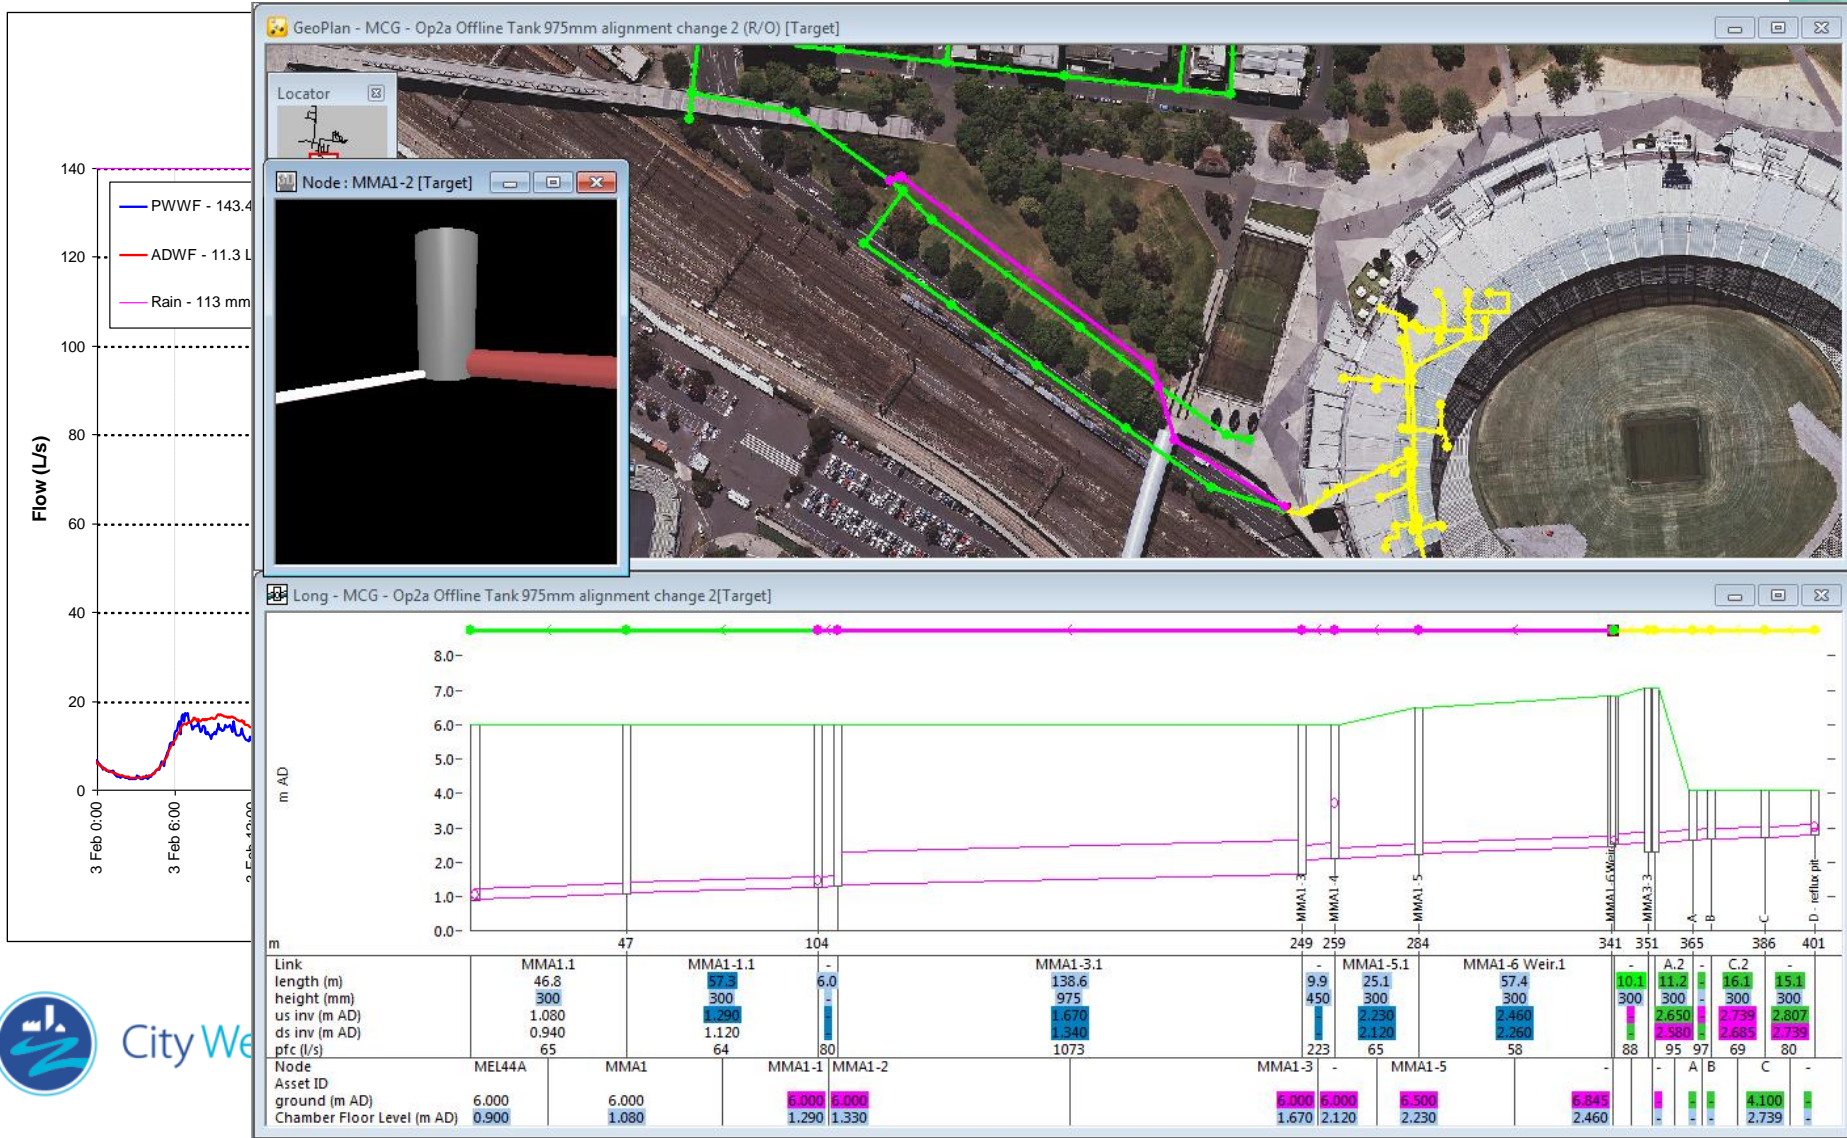 GeoPlan - MCG - Op2a Offline Tank 975mm alignment change 2 (R/O) [Target]
Locator
Node : MMA1-2 [Target]
140
120
100
80
60
40
20
0
Flow (L/s)
PWWF - 143.4
ADWF - 11.3 L
Rain - 113 mm
3 Feb 0:00
3 Feb 6:00
City We
Long - MCG - Op2a Offline Tank 975mm alignment change 2[Target]
m AD
8.0
7.0
6.0
5.0
4.0
3.0
2.0
1.0
0.0
MMA1-3
MMA1-4
MMA1-5
MMA1-6Weir
MMA3-3
A
B
C
D - reflux pit
m 47 104 249 259 284 341 351 365 386 401
Link MMA1.1 MMA1-1.1 - MMA1-3.1 - MMA1-5.1 MMA1-6 Weir.1 - A.2 - C.2 -
length (m) 46.8 57.3 6.0 138.6 9.9 25.1 57.4 10.1 11.2 - 16.1 15.1
height (mm) 300 300 - 975 450 300 300 300 300 - 300 300
us inv (m AD) 1.080 1.290 - 1.670 - 2.230 2.460 - 2.650 - 2.739 2.807
ds inv (m AD) 0.940 1.120 - 1.340 - 2.120 2.260 - 2.580 - 2.685 2.739
pfc (l/s) 65 64 80 1073 223 65 58 88 95 97 69 80
Node MEL44A MMA1 MMA1-1 MMA1-2 MMA1-3 - MMA1-5 - - A B C -
Asset ID
ground (m AD) 6.000 6.000 6.000 6.000 6.000 6.000 6.500 6.845 - - - 4.100 -
Chamber Floor Level (m AD) 0.900 1.080 1.290 1.330 1.670 2.120 2.230 2.460 - - - 2.739 -